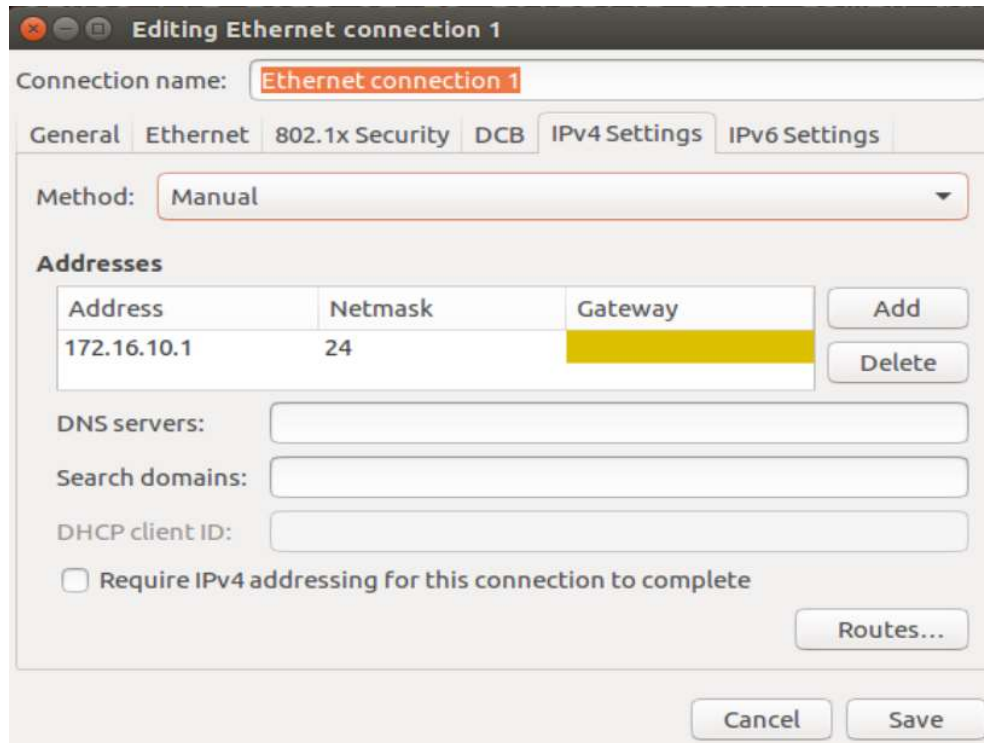 Editing Ethernet connection 1
Connection name: Ethernet connection 1
General Ethernet 802.1x Security DCB IPv4 Settings IPv6 Settings
Method: Manual
Addresses
Address Netmask Gateway Add
172.16.10.1 24
Delete
DNS servers:
Search domains:
DHCP client ID:
Require IPv4 addressing for this connection to complete
Routes...
Cancel Save